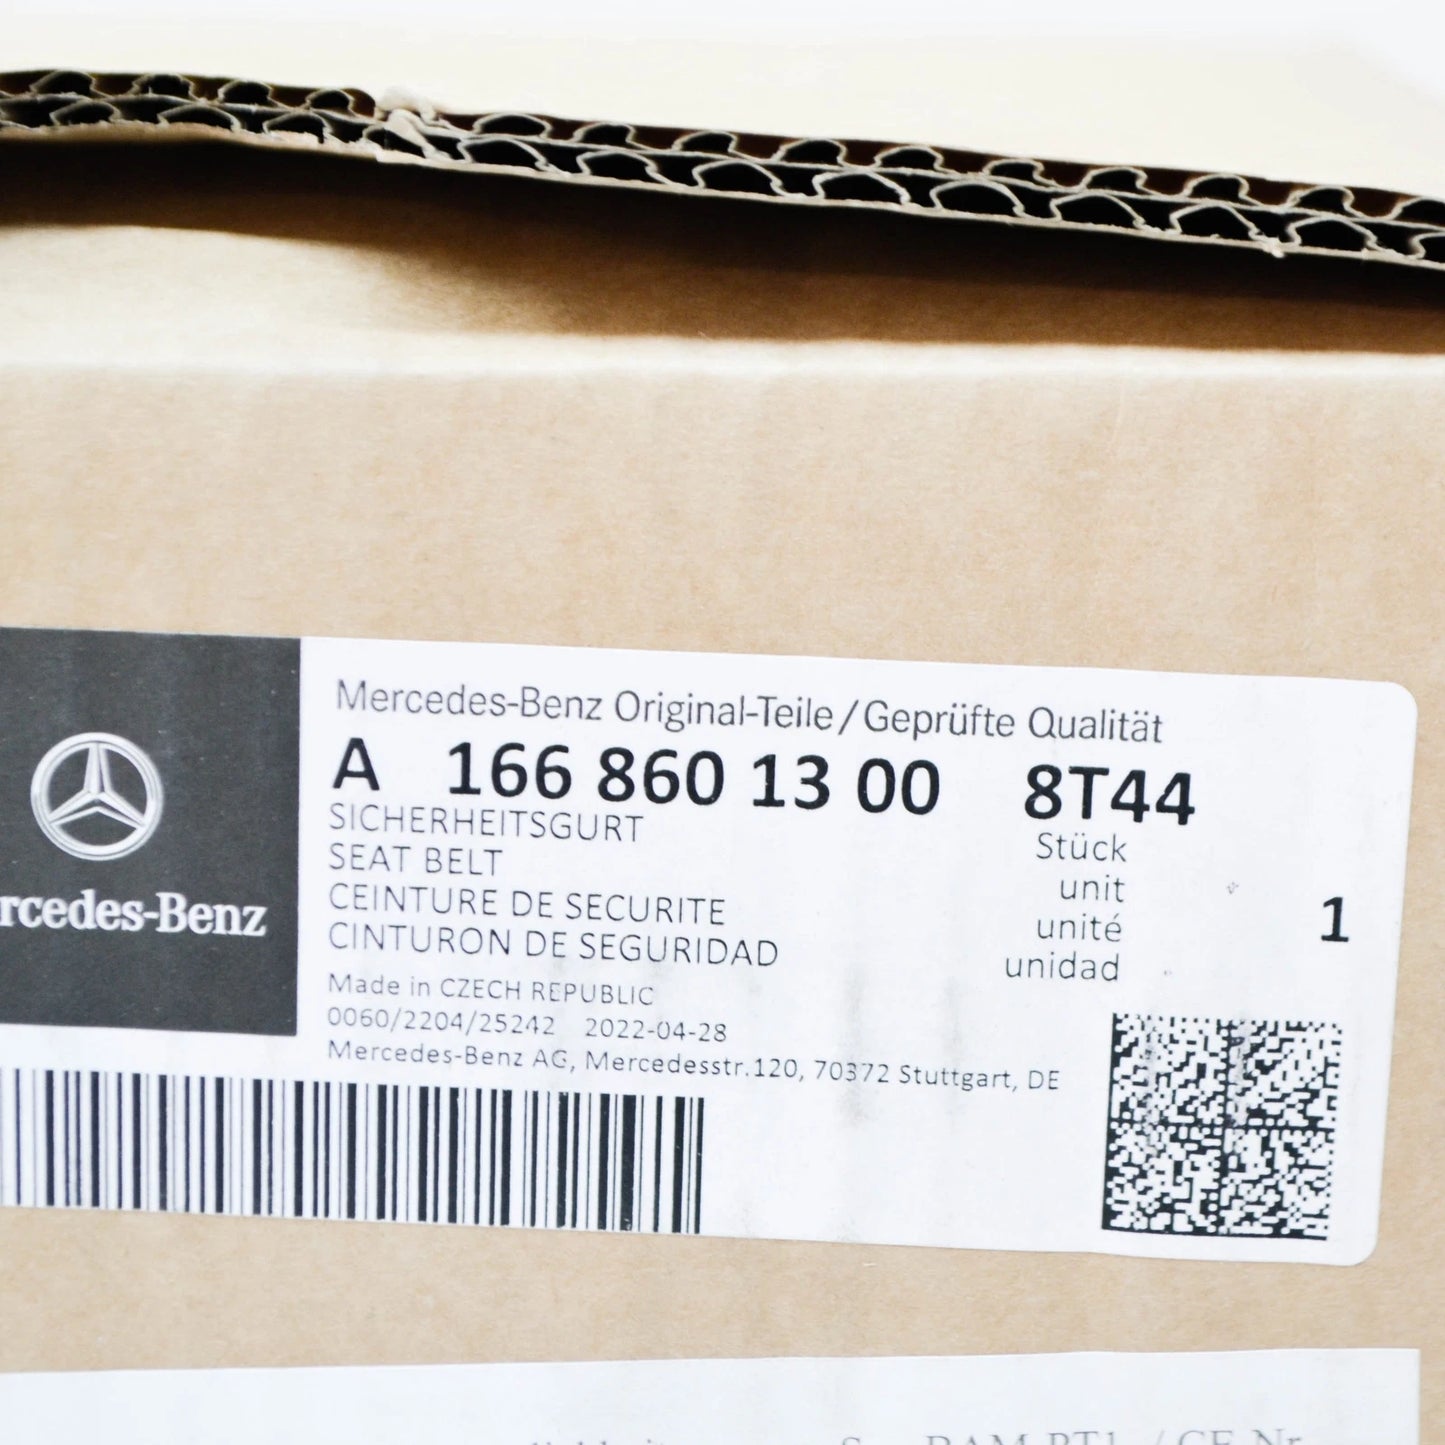 Mercedes-Benz Original-Teile/Geprüfte Qualität
A 166 860 13 00 8T44
SICHERHEITSGURT
SEAT BELT
CEINTURE DE SECURITE
CINTURON DE SEGURIDAD
Stück
unit
unité
unidad
1
Made in CZECH REPUBLIC
0060/2204/25242 2022-04-28
Mercedes-Benz AG, Mercedesstr.120, 70372 Stuttgart, DE
rcedes-Benz